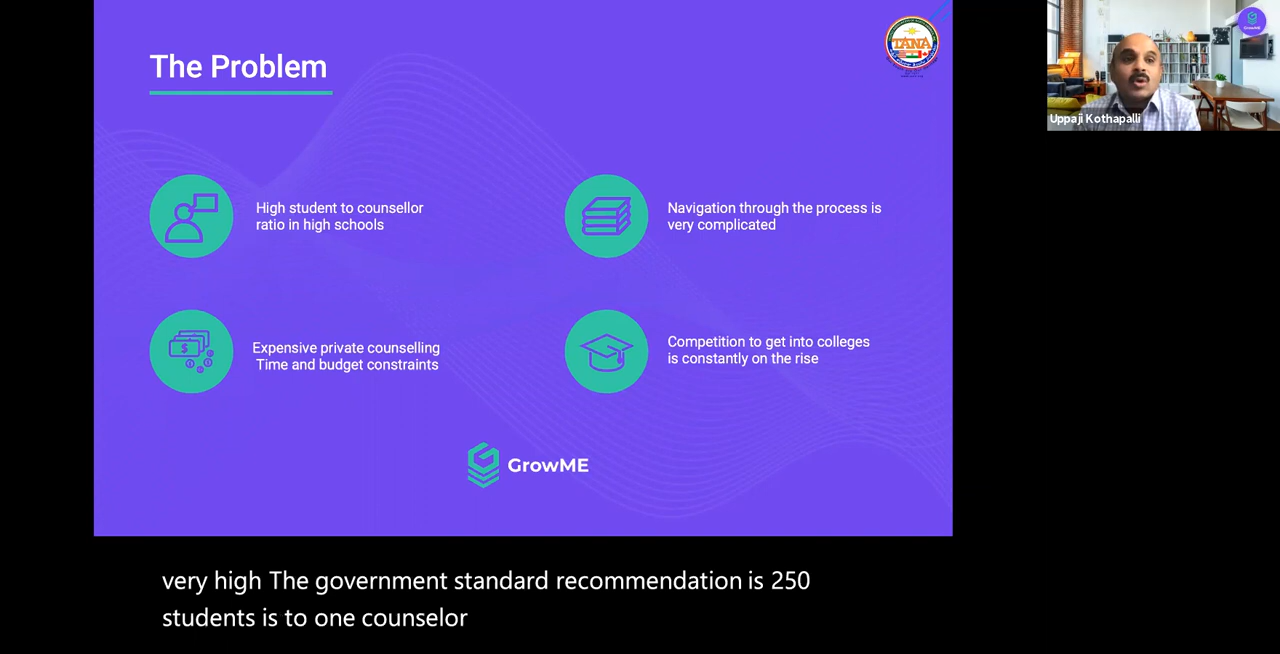 The Problem
TANA
High student to counsellor
ratio in high schools
Navigation through the process is
very complicated
$
Expensive private counselling
Time and budget constraints
Competition to get into colleges
is constantly on the rise
GrowME
Uppaji Kothapalli
very high The government standard recommendation is 250
students is to one counselor